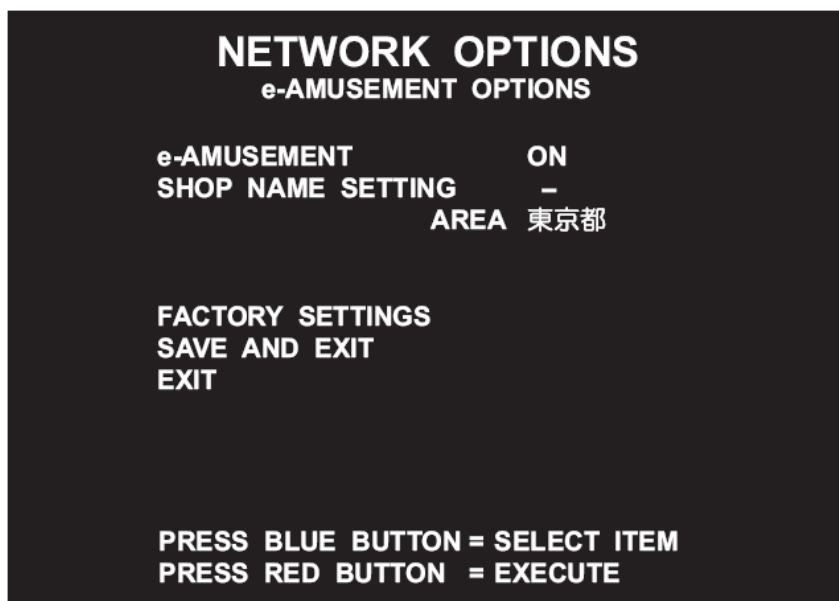 NETWORK OPTIONS
e-AMUSEMENT OPTIONS
e-AMUSEMENT ON
SHOP NAME SETTING –
AREA 東京都
FACTORY SETTINGS
SAVE AND EXIT
EXIT
PRESS BLUE BUTTON = SELECT ITEM
PRESS RED BUTTON = EXECUTE